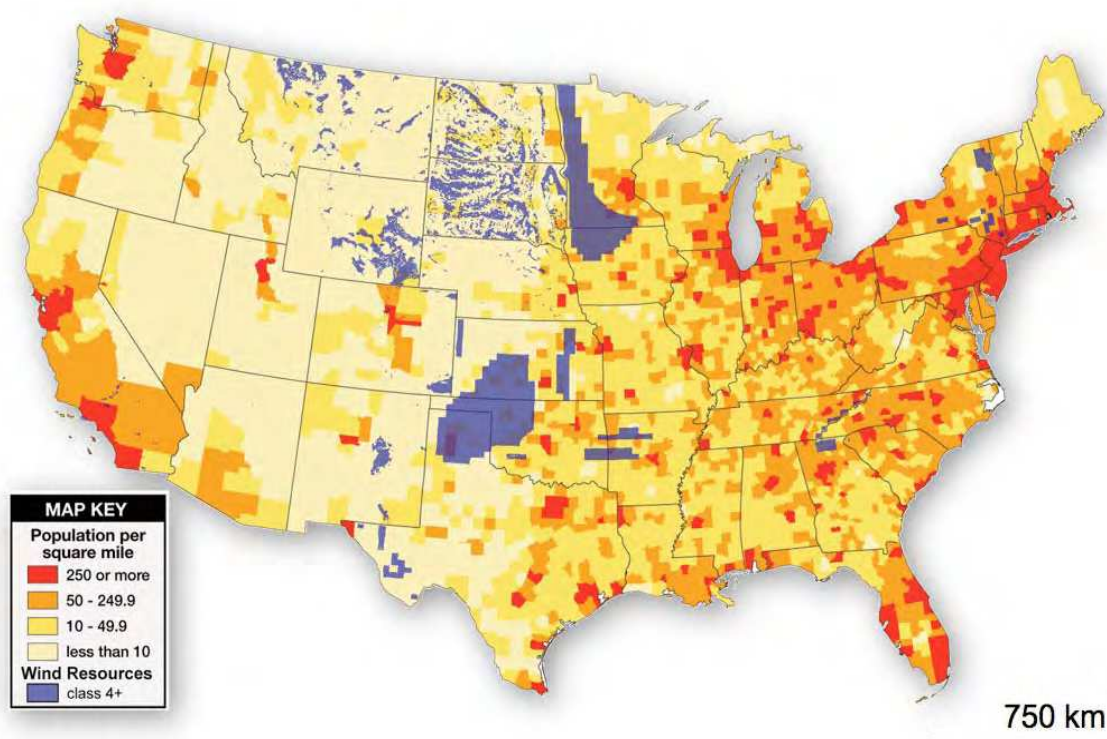 MAP KEY
Population per
square mile
250 or more
50 - 249.9
10 - 49.9
less than 10
Wind Resources
class 4+
750 km